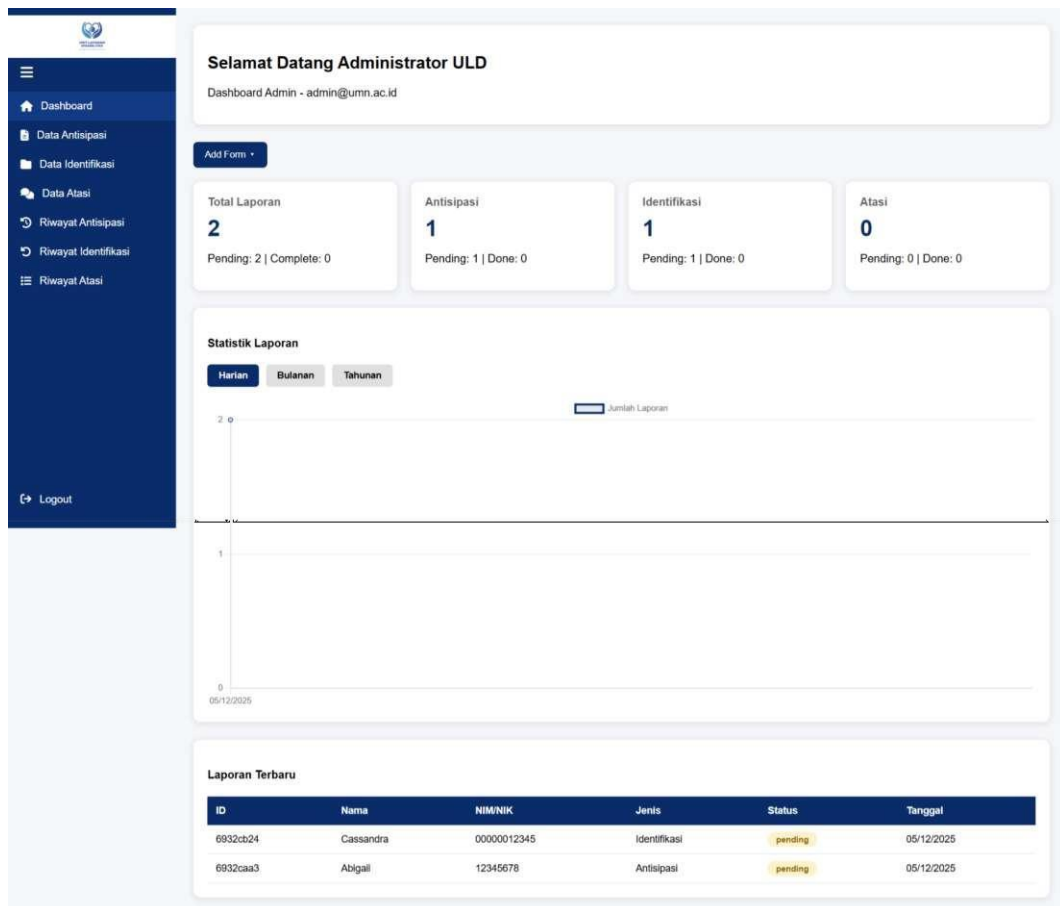 Dashboard
Data Antisipasi
Data Identifikasi
Data Atasi
Riwayat Antisipasi
Riwayat Identifikasi
Riwayat Atasi
Logout
Selamat Datang Administrator ULD
Dashboard Admin - admin@umn.ac.id
Add Form
Total Laporan
2
Pending: 2 | Complete: 0
Antisipasi
1
Pending: 1 | Done: 0
Identifikasi
1
Pending: 1 | Done: 0
Atasi
0
Pending: 0 | Done: 0
Statistik Laporan
Harian Bulanan Tahunan
Jumlah Laporan
2
1
0
05/12/2025
Laporan Terbaru
ID Nama NIM/NIK Jenis Status Tanggal
6932cb24 Cassandra 00000012345 Identifikasi pending 05/12/2025
6932caa3 Abigail 12345678 Antisipasi pending 05/12/2025